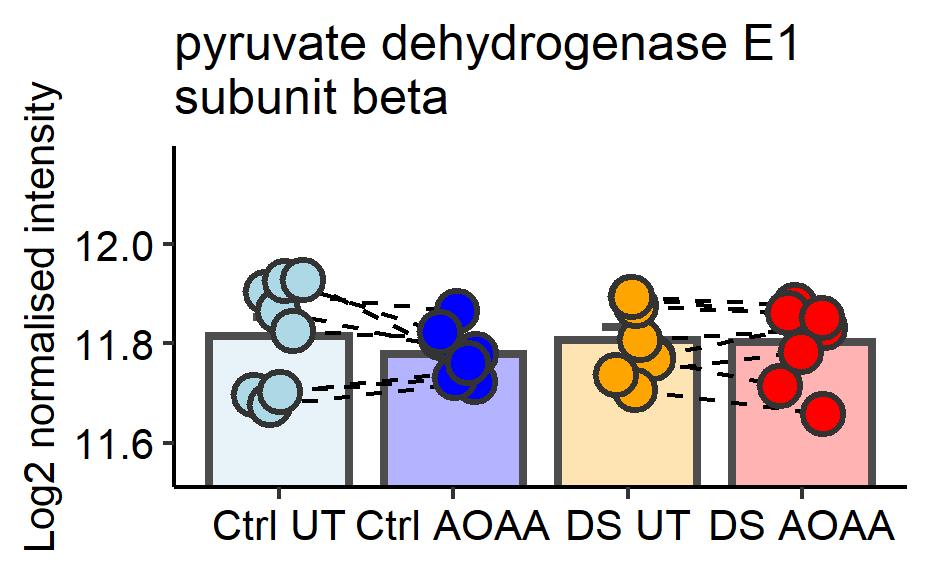 pyruvate dehydrogenase E1
subunit beta
Log2 normalised intensity
12.0
11.8
11.6
Ctrl UT
Ctrl AOAA
DS UT
DS AOAA